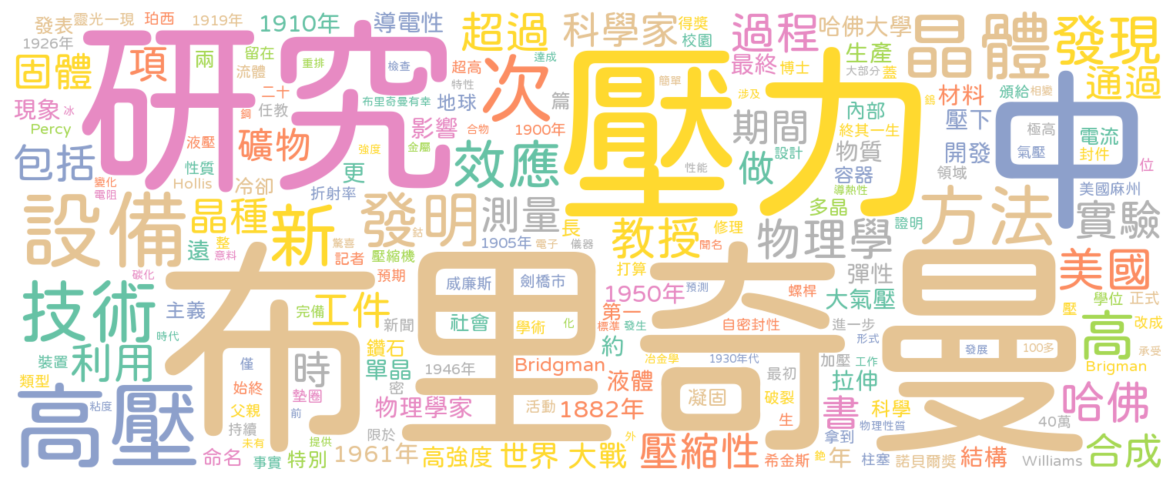 發表
靈光一現
珀西
1919年
1910年
導電性
超過
科學家
得獎
校園
過程
哈佛大學
晶體
發現
1926年
固體
項
兩
留在
流體
重排
檢查
研究
超高
特性
次
達成
簡單
壓力
最終
博士
大部分
生產
蓋
材料
頒給
相變
通過
現象
冰
Percy
液壓
鋼
二十
任教
布里奇曼有幸
地球
影響
合物
篇
1900年
期間
涉及
內部
終其一生
壓下
鋁
極高
電流
中
包括
性質
礦物
更
強度
金屬
效應
做
設計
性能
物質
容器
導熱性
開發
領域
氣壓
封件
位
變化
電阻
Hollis
冷卻
折射率
美國麻州
設備
晶種
新
發明
鈷
測量
長
教授
修理
聞名
多晶
物理學
證明
方法
實驗
遠
整
意料
驚喜
記者
壓縮機
1905年
電子
儀器
碳化
預期
威廉斯
劍橋市
打算
1950年
預測
螺桿
彈性
大氣壓
美國
技術
主義
完備
工件
新聞
社會
學術
化
第一
標準
發生
自密封性
進一步
形式
壓
學位
正式
改成
時代
裝置
利用
僅
鑽石
單晶
1946年
Bridgman
約
冶金學
1930年代
加壓
工作
發展
100多
高
承受
Brigman
類型
時
布里奇曼
始終
墊圈
密
液體
最初
拉伸
高壓
粘度
父親
前
持續
物理學家
限於
活動
1882年
凝固
破裂
生
書
科學
物理性質
40萬
哈佛
未有
提供
命名
事實
特別
1961年
高強度
世界
大戰
外
壓縮性
希金斯
絶
年
拿到
柱塞
諾貝爾獎
結構
Williams
合成